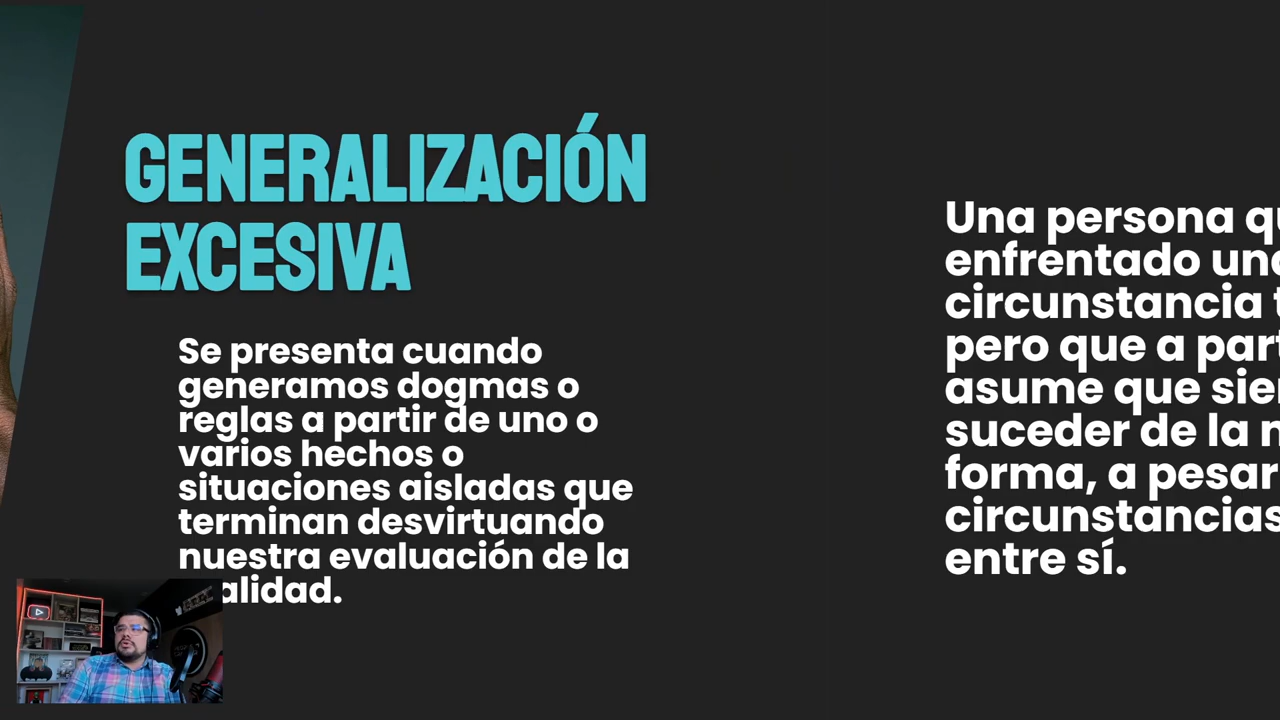 GENERALIZACIÓN
EXCESIVA
Se presenta cuando
generamos dogmas o
reglas a partir de uno o
varios hechos o
situaciones aisladas que
terminan desvirtuando
nuestra evaluación de la
alidad.
Una persona qu
enfrentado un
circunstancia
pero que a par
asume que sie
suceder de la
forma, a pesar
circunstancias
entre sí.